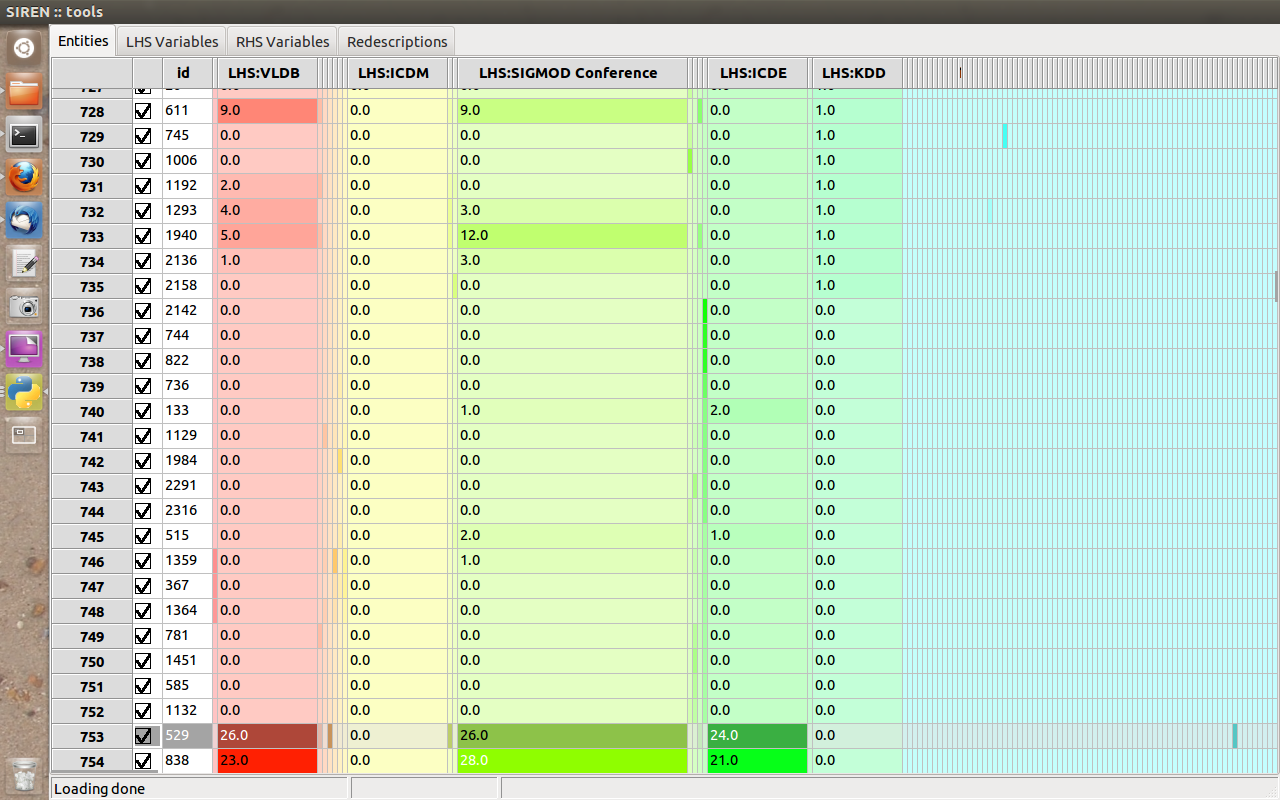 SIREN :: tools
Entities LHS Variables RHS Variables Redescriptions
id LHS:VLDB LHS:ICDM LHS:SIGMOD Conference LHS:ICDE LHS:KDD
728 611 9.0 0.0 9.0 0.0 1.0
729 745 0.0 0.0 0.0 0.0 1.0
730 1006 0.0 0.0 0.0 0.0 1.0
731 1192 2.0 0.0 0.0 0.0 1.0
732 1293 4.0 0.0 3.0 0.0 1.0
733 1940 5.0 0.0 12.0 0.0 1.0
734 2136 1.0 0.0 3.0 0.0 1.0
735 2158 0.0 0.0 0.0 0.0 1.0
736 2142 0.0 0.0 0.0 0.0 0.0
737 744 0.0 0.0 0.0 0.0 0.0
738 822 0.0 0.0 0.0 0.0 0.0
739 736 0.0 0.0 0.0 0.0 0.0
740 133 0.0 0.0 1.0 2.0 0.0
741 1129 0.0 0.0 0.0 0.0 0.0
742 1984 0.0 0.0 0.0 0.0 0.0
743 2291 0.0 0.0 0.0 0.0 0.0
744 2316 0.0 0.0 0.0 0.0 0.0
745 515 0.0 0.0 2.0 1.0 0.0
746 1359 0.0 0.0 1.0 0.0 0.0
747 367 0.0 0.0 0.0 0.0 0.0
748 1364 0.0 0.0 0.0 0.0 0.0
749 781 0.0 0.0 0.0 0.0 0.0
750 1451 0.0 0.0 0.0 0.0 0.0
751 585 0.0 0.0 0.0 0.0 0.0
752 1132 0.0 0.0 0.0 0.0 0.0
753 529 26.0 0.0 26.0 24.0 0.0
754 838 23.0 0.0 28.0 21.0 0.0
Loading done